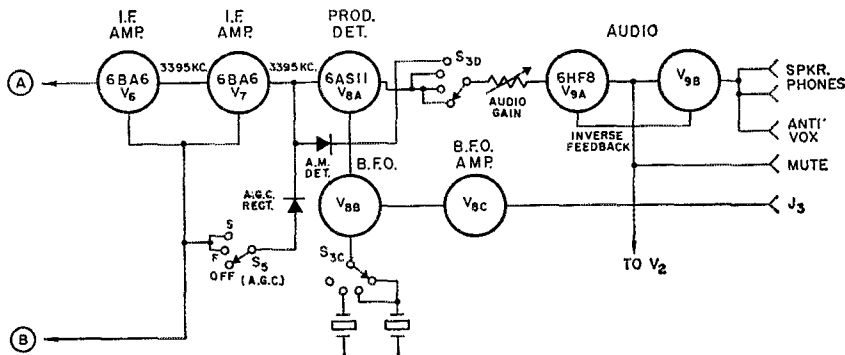 I.F. AMP.
I.F. AMP.
PROD. DET.
AUDIO
A
6BA6 V6
3395KC.
6BA6 V7
3395KC.
6AS11 V8A
S3D
AUDIO GAIN
6HF8 V9A
V9B
INVERSE FEEDBACK
SPKR.
PHONES
ANTI' VOX
MUTE
J3
A.M. DET.
B.F.O.
V8B
B.F.O. AMP.
V8C
A.G.C. RECT.
S
F
OFF
S5 (A.G.C.)
S3C
TO V2
B